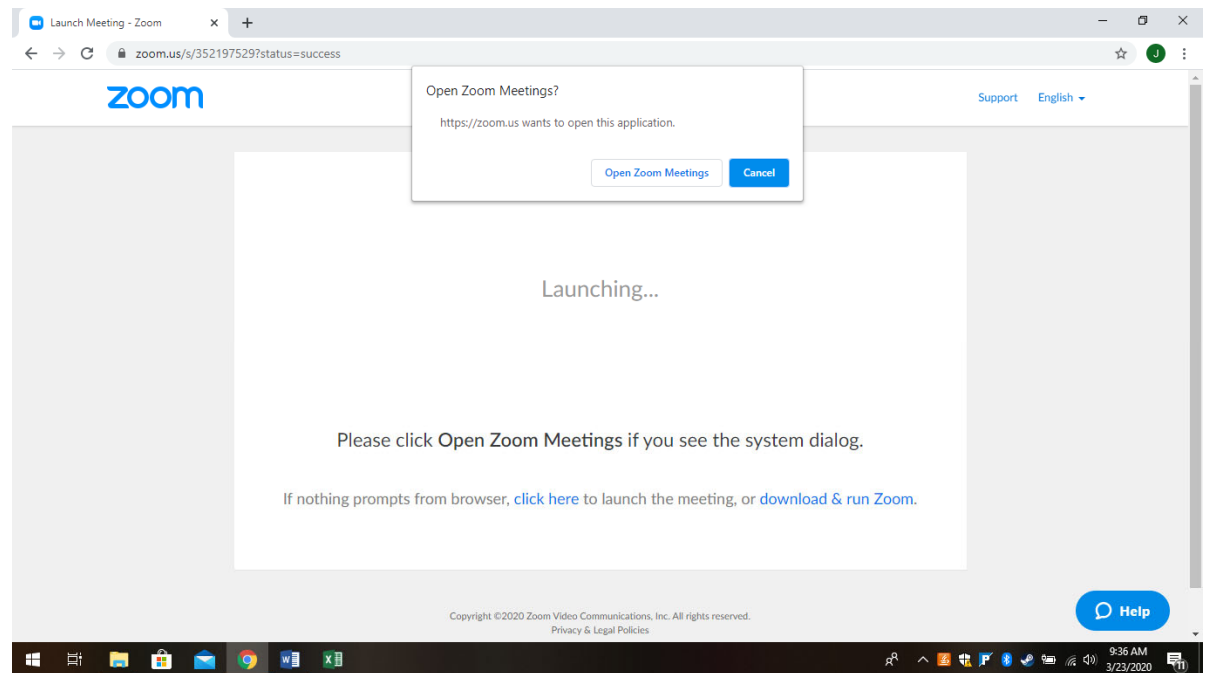 Launch Meeting - Zoom
zoom.us/s/352197529?status=success
J
zoom
Support English
Open Zoom Meetings?
https://zoom.us wants to open this application.
Open Zoom Meetings Cancel
Launching...
Please click Open Zoom Meetings if you see the system dialog.
If nothing prompts from browser, click here to launch the meeting, or download & run Zoom.
Copyright ©2020 Zoom Video Communications, Inc. All rights reserved.
Privacy & Legal Policies
Help
9:36 AM
3/23/2020
11